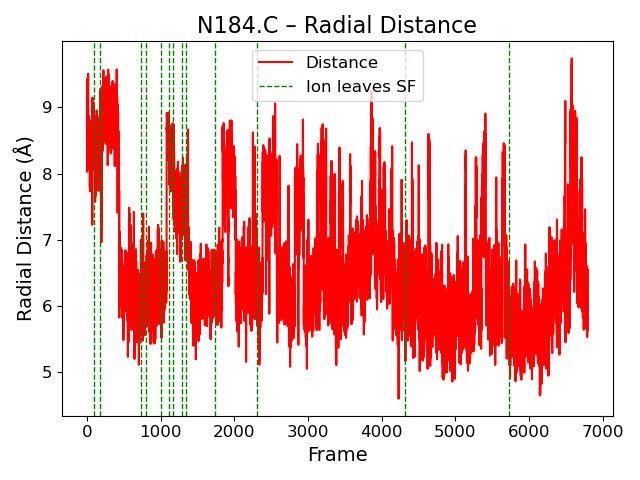 N184.C – Radial Distance
Distance
Ion leaves SF
Radial Distance (Å)
9
8
7
6
5
0
1000
2000
3000
4000
5000
6000
7000
Frame